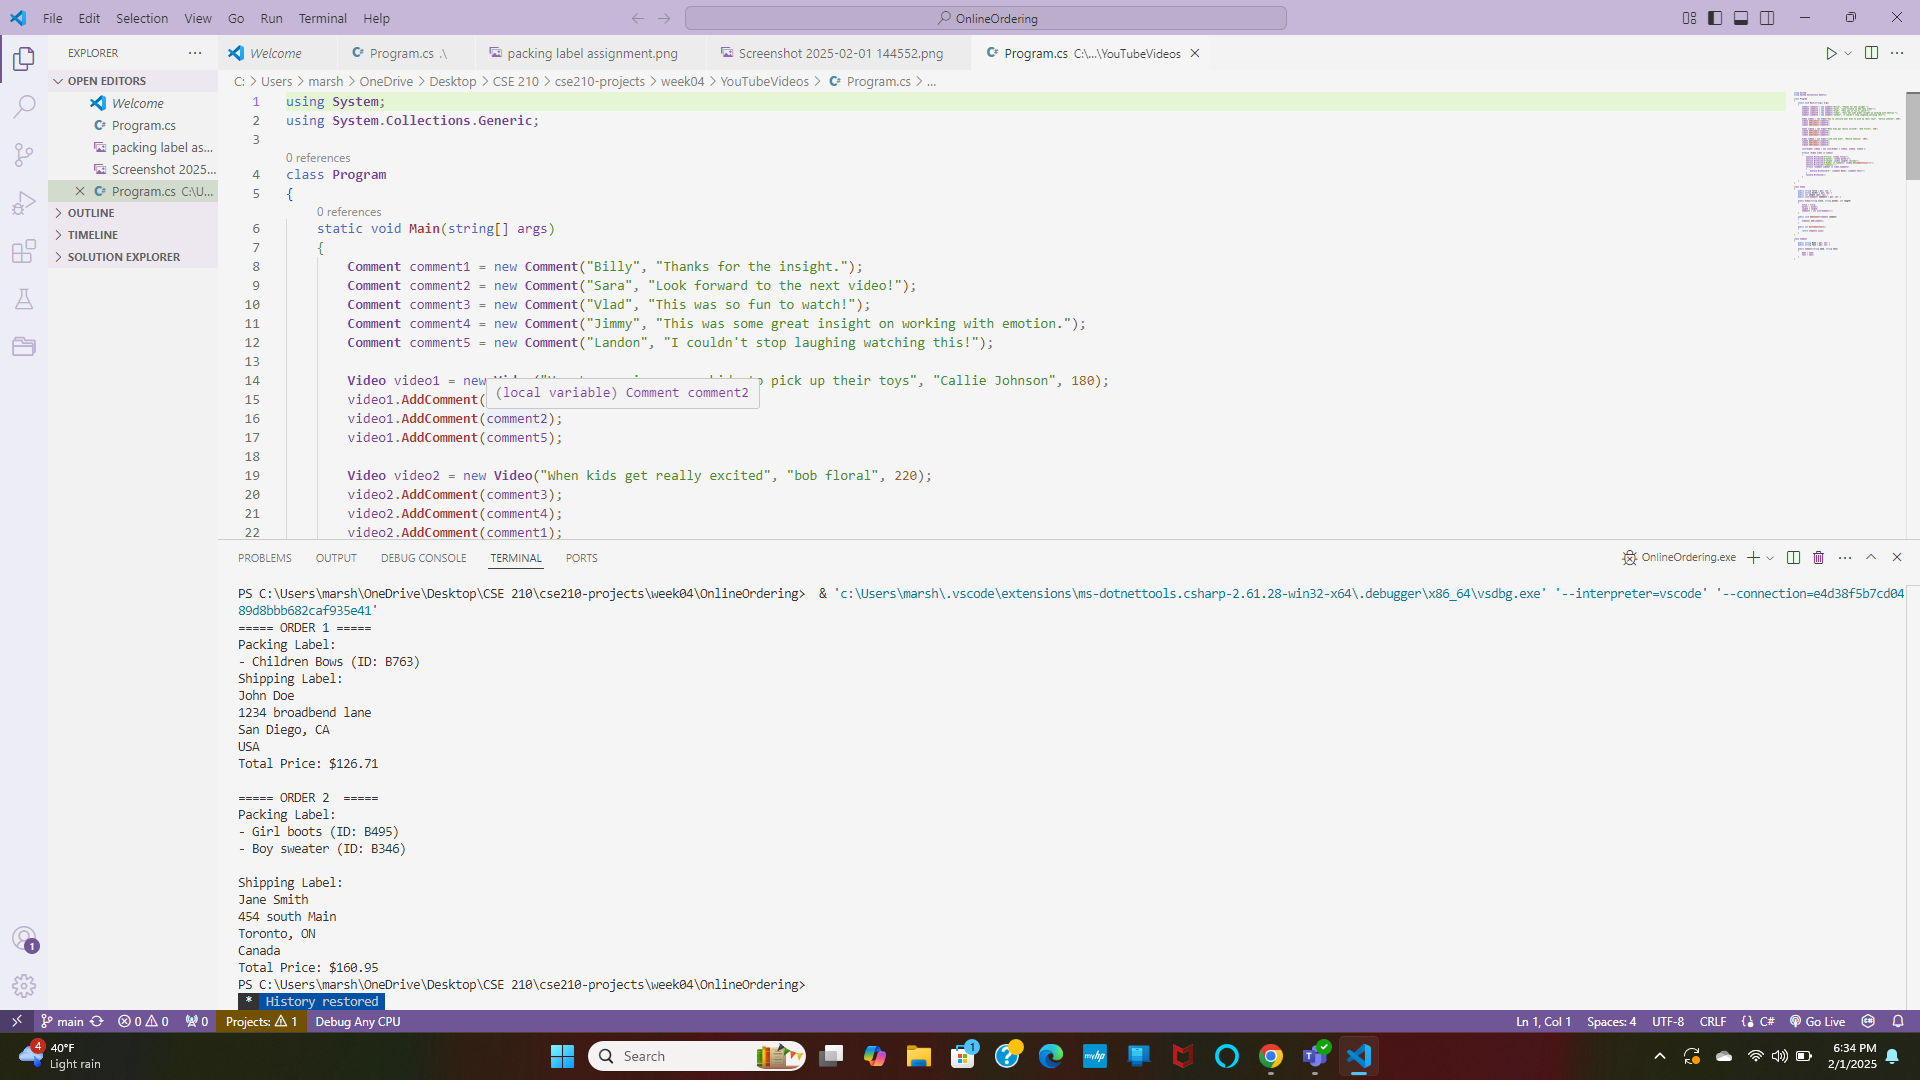 File Edit Selection View Go Run Terminal Help
OnlineOrdering
EXPLORER
Welcome
Program.cs .\
packing label assignment.png
Screenshot 2025-02-01 144552.png
Program.cs C:\...\YouTubeVideos
OPEN EDITORS
Welcome
Program.cs
packing label as...
Screenshot 2025...
Program.cs C:\U...
OUTLINE
TIMELINE
SOLUTION EXPLORER
C: > Users > marsh > OneDrive > Desktop > CSE 210 > cse210-projects > week04 > YouTubeVideos > Program.cs > ...
1 using System;
2 using System.Collections.Generic;
3
0 references
4 class Program
5 {
0 references
6 static void Main(string[] args)
7 {
8 Comment comment1 = new Comment("Billy", "Thanks for the insight.");
9 Comment comment2 = new Comment("Sara", "Look forward to the next video!");
10 Comment comment3 = new Comment("Vlad", "This was so fun to watch!");
11 Comment comment4 = new Comment("Jimmy", "This was some great insight on working with emotion.");
12 Comment comment5 = new Comment("Landon", "I couldn't stop laughing watching this!");
13
14 Video video1 = new pick up their toys", "Callie Johnson", 180);
(local variable) Comment comment2
15 video1.AddComment(
16 video1.AddComment(comment2);
17 video1.AddComment(comment5);
18
19 Video video2 = new Video("When kids get really excited", "bob floral", 220);
20 video2.AddComment(comment3);
21 video2.AddComment(comment4);
22 video2.AddComment(comment1);
PROBLEMS OUTPUT DEBUG CONSOLE TERMINAL PORTS
OnlineOrdering.exe
PS C:\Users\marsh\OneDrive\Desktop\CSE 210\cse210-projects\week04\OnlineOrdering> & 'c:\Users\marsh\.vscode\extensions\ms-dotnettools.csharp-2.61.28-win32-x64\.debugger\x86_64\vsdbg.exe' '--interpreter=vscode' '--connection=e4d38f5b7cd04
89d8bbb682caf935e41'
===== ORDER 1 =====
Packing Label:
- Children Bows (ID: B763)
Shipping Label:
John Doe
1234 broadbend lane
San Diego, CA
USA
Total Price: $126.71
===== ORDER 2 =====
Packing Label:
- Girl boots (ID: B495)
- Boy sweater (ID: B346)
Shipping Label:
Jane Smith
454 south Main
Toronto, ON
Canada
Total Price: $160.95
PS C:\Users\marsh\OneDrive\Desktop\CSE 210\cse210-projects\week04\OnlineOrdering>
* History restored
1
main 0 0 0 Projects: 1 Debug Any CPU
Ln 1, Col 1 Spaces: 4 UTF-8 CRLF {} C# Go Live
4
40°F
Light rain
Search
1
myhp
6:34 PM
2/1/2025